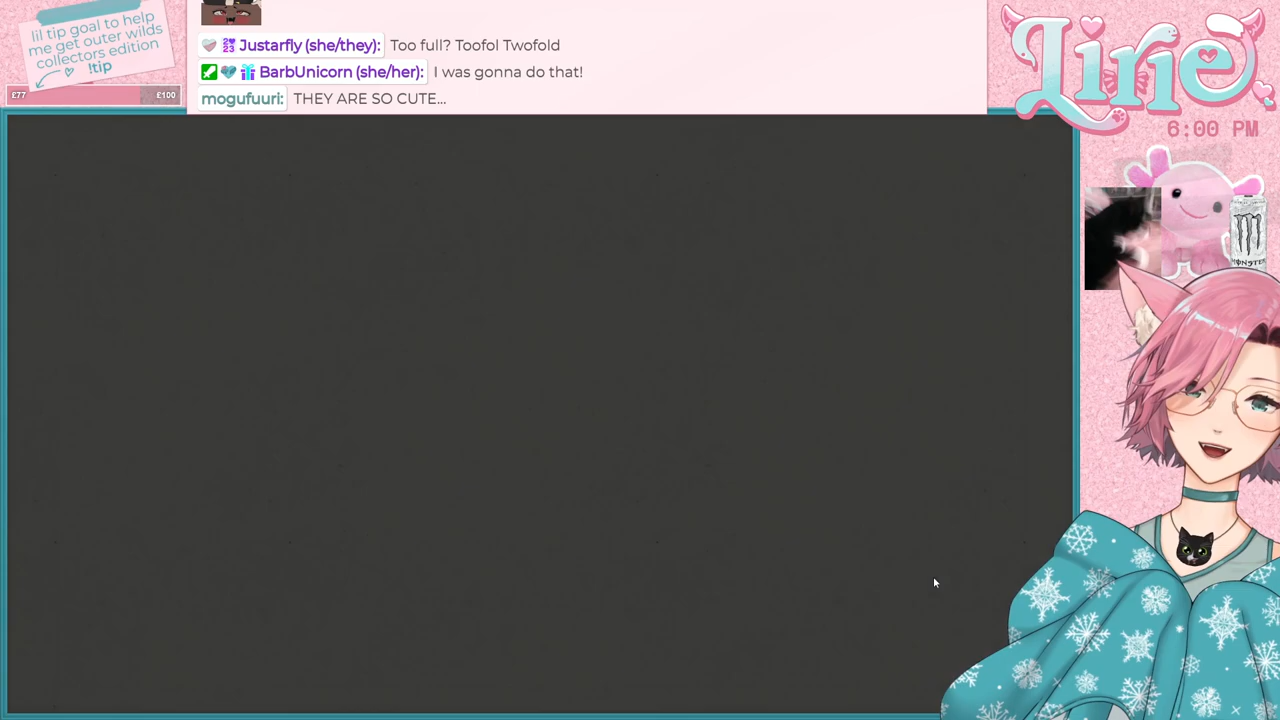 lil tip goal to help
me get outer wilds
collectors edition
!tip
£77
£100
Justarfly (she/they): Too full? Toofol Twofold
BarbUnicorn (she/her): I was gonna do that!
mogufuuri: THEY ARE SO CUTE...
Lirie
6:00 PM
MONSTER